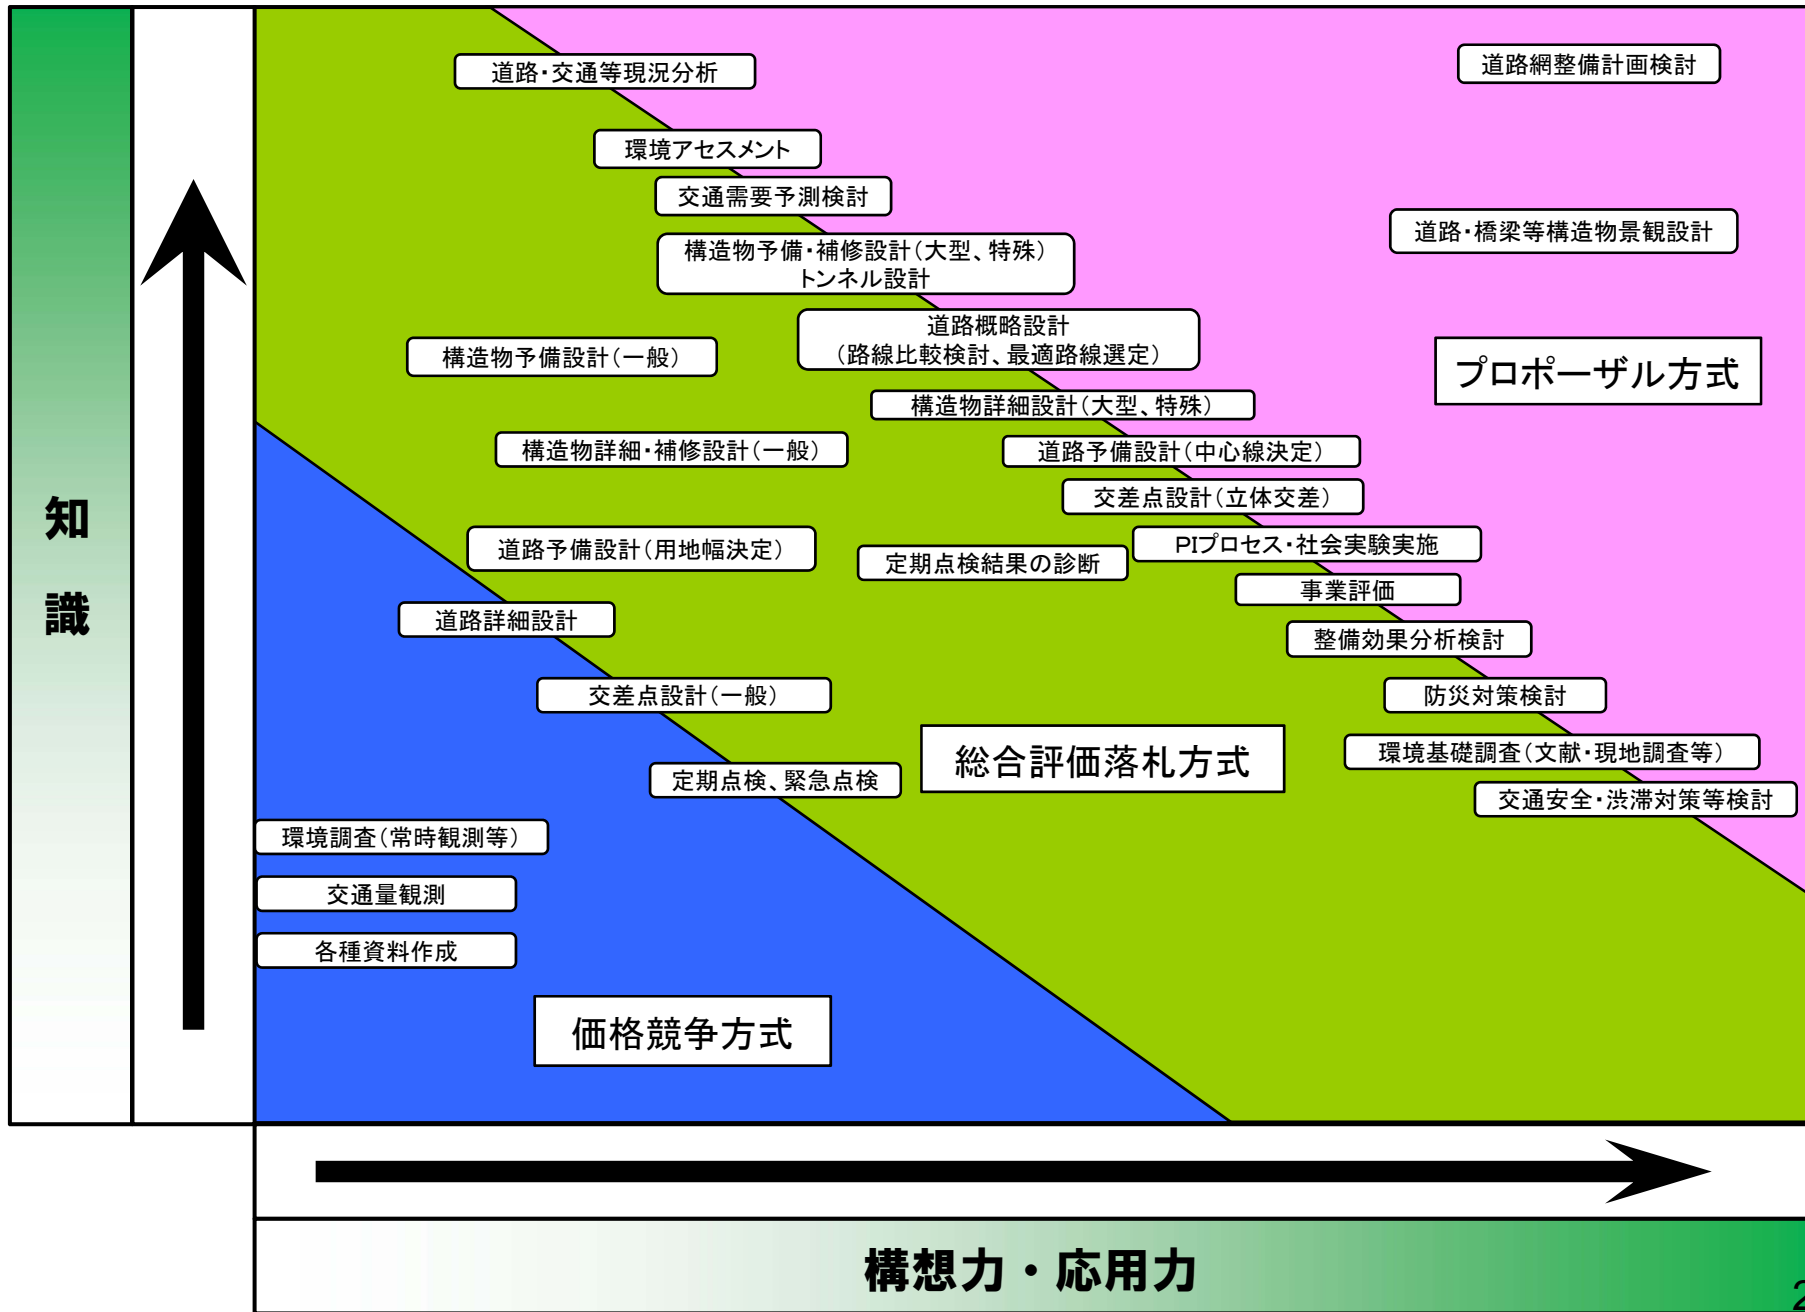 道路・交通等現況分析
道路網整備計画検討
環境アセスメント
交通需要予測検討
道路・橋梁等構造物景観設計
構造物予備・補修設計(大型、特殊)
トンネル設計
道路概略設計
(路線比較検討、最適路線選定)
構造物予備設計(一般)
プロポーザル方式
構造物詳細設計(大型、特殊)
構造物詳細・補修設計(一般)
道路予備設計(中心線決定)
交差点設計(立体交差)
知
識
道路予備設計(用地幅決定)
PIプロセス・社会実験実施
定期点検結果の診断
事業評価
道路詳細設計
整備効果分析検討
交差点設計(一般)
防災対策検討
総合評価落札方式
環境基礎調査(文献・現地調査等)
定期点検、緊急点検
交通安全・渋滞対策等検討
環境調査(常時観測等)
交通量観測
各種資料作成
価格競争方式
構想力・応用力
2